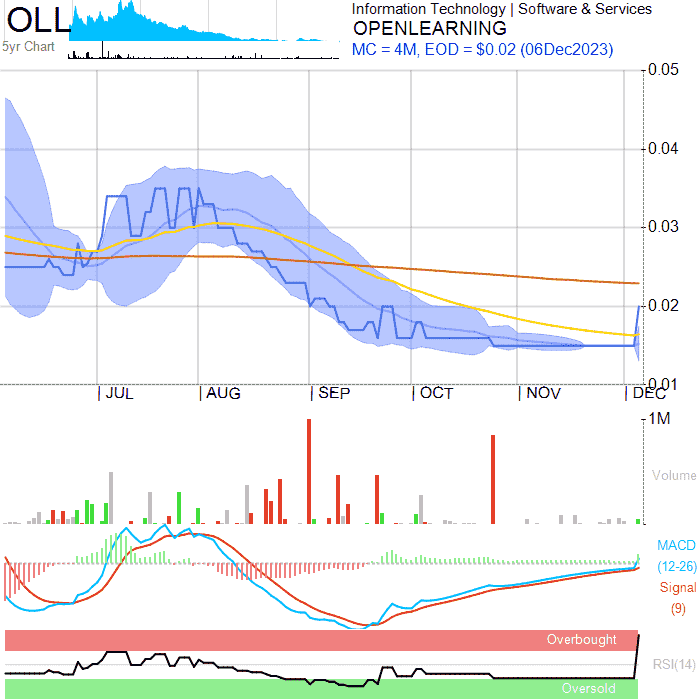 OLL
Information Technology | Software & Services
OPENLEARNING
5yr Chart
MC = 4M, EOD = $0.02 (06Dec2023)
0.05
0.04
0.03
0.02
0.01
JUL
AUG
SEP
OCT
NOV
DEC
1M
Volume
MACD
(12-26)
Signal
(9)
Overbought
RSI(14)
Oversold